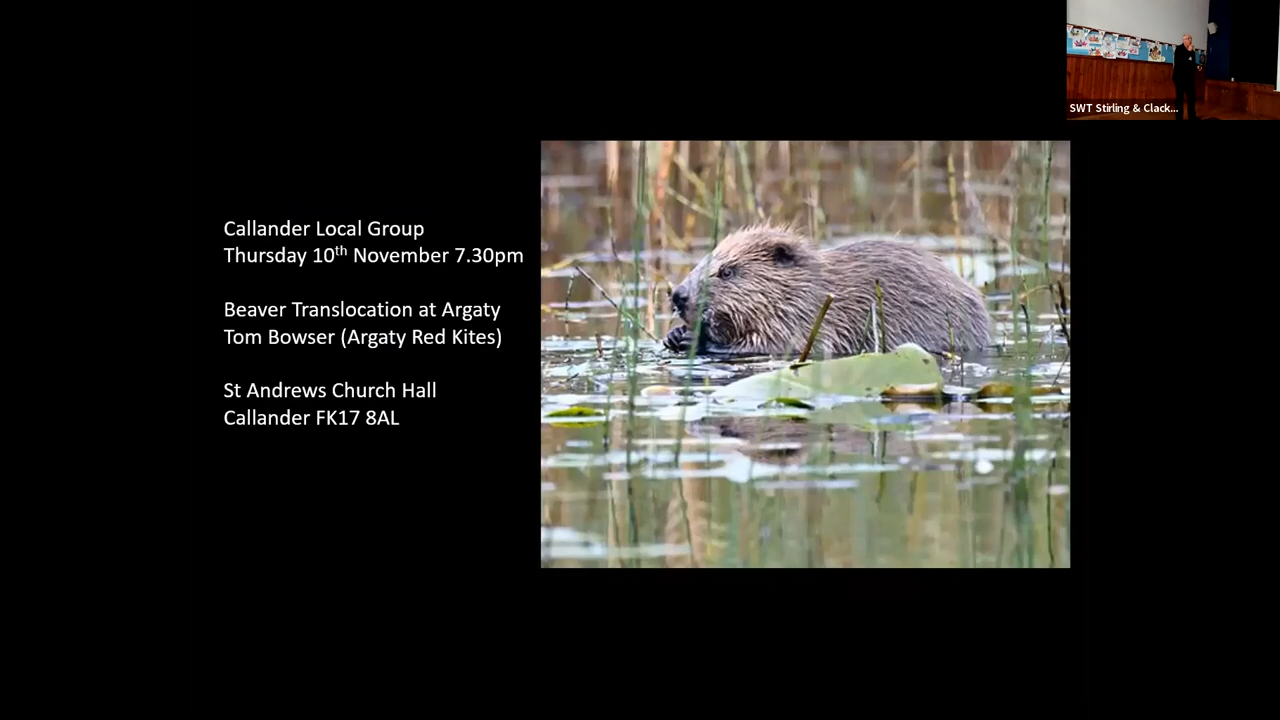 SWT Stirling & Clack...
Callander Local Group
Thursday 10th November 7.30pm
Beaver Translocation at Argaty
Tom Bowser (Argaty Red Kites)
St Andrews Church Hall
Callander FK17 8AL